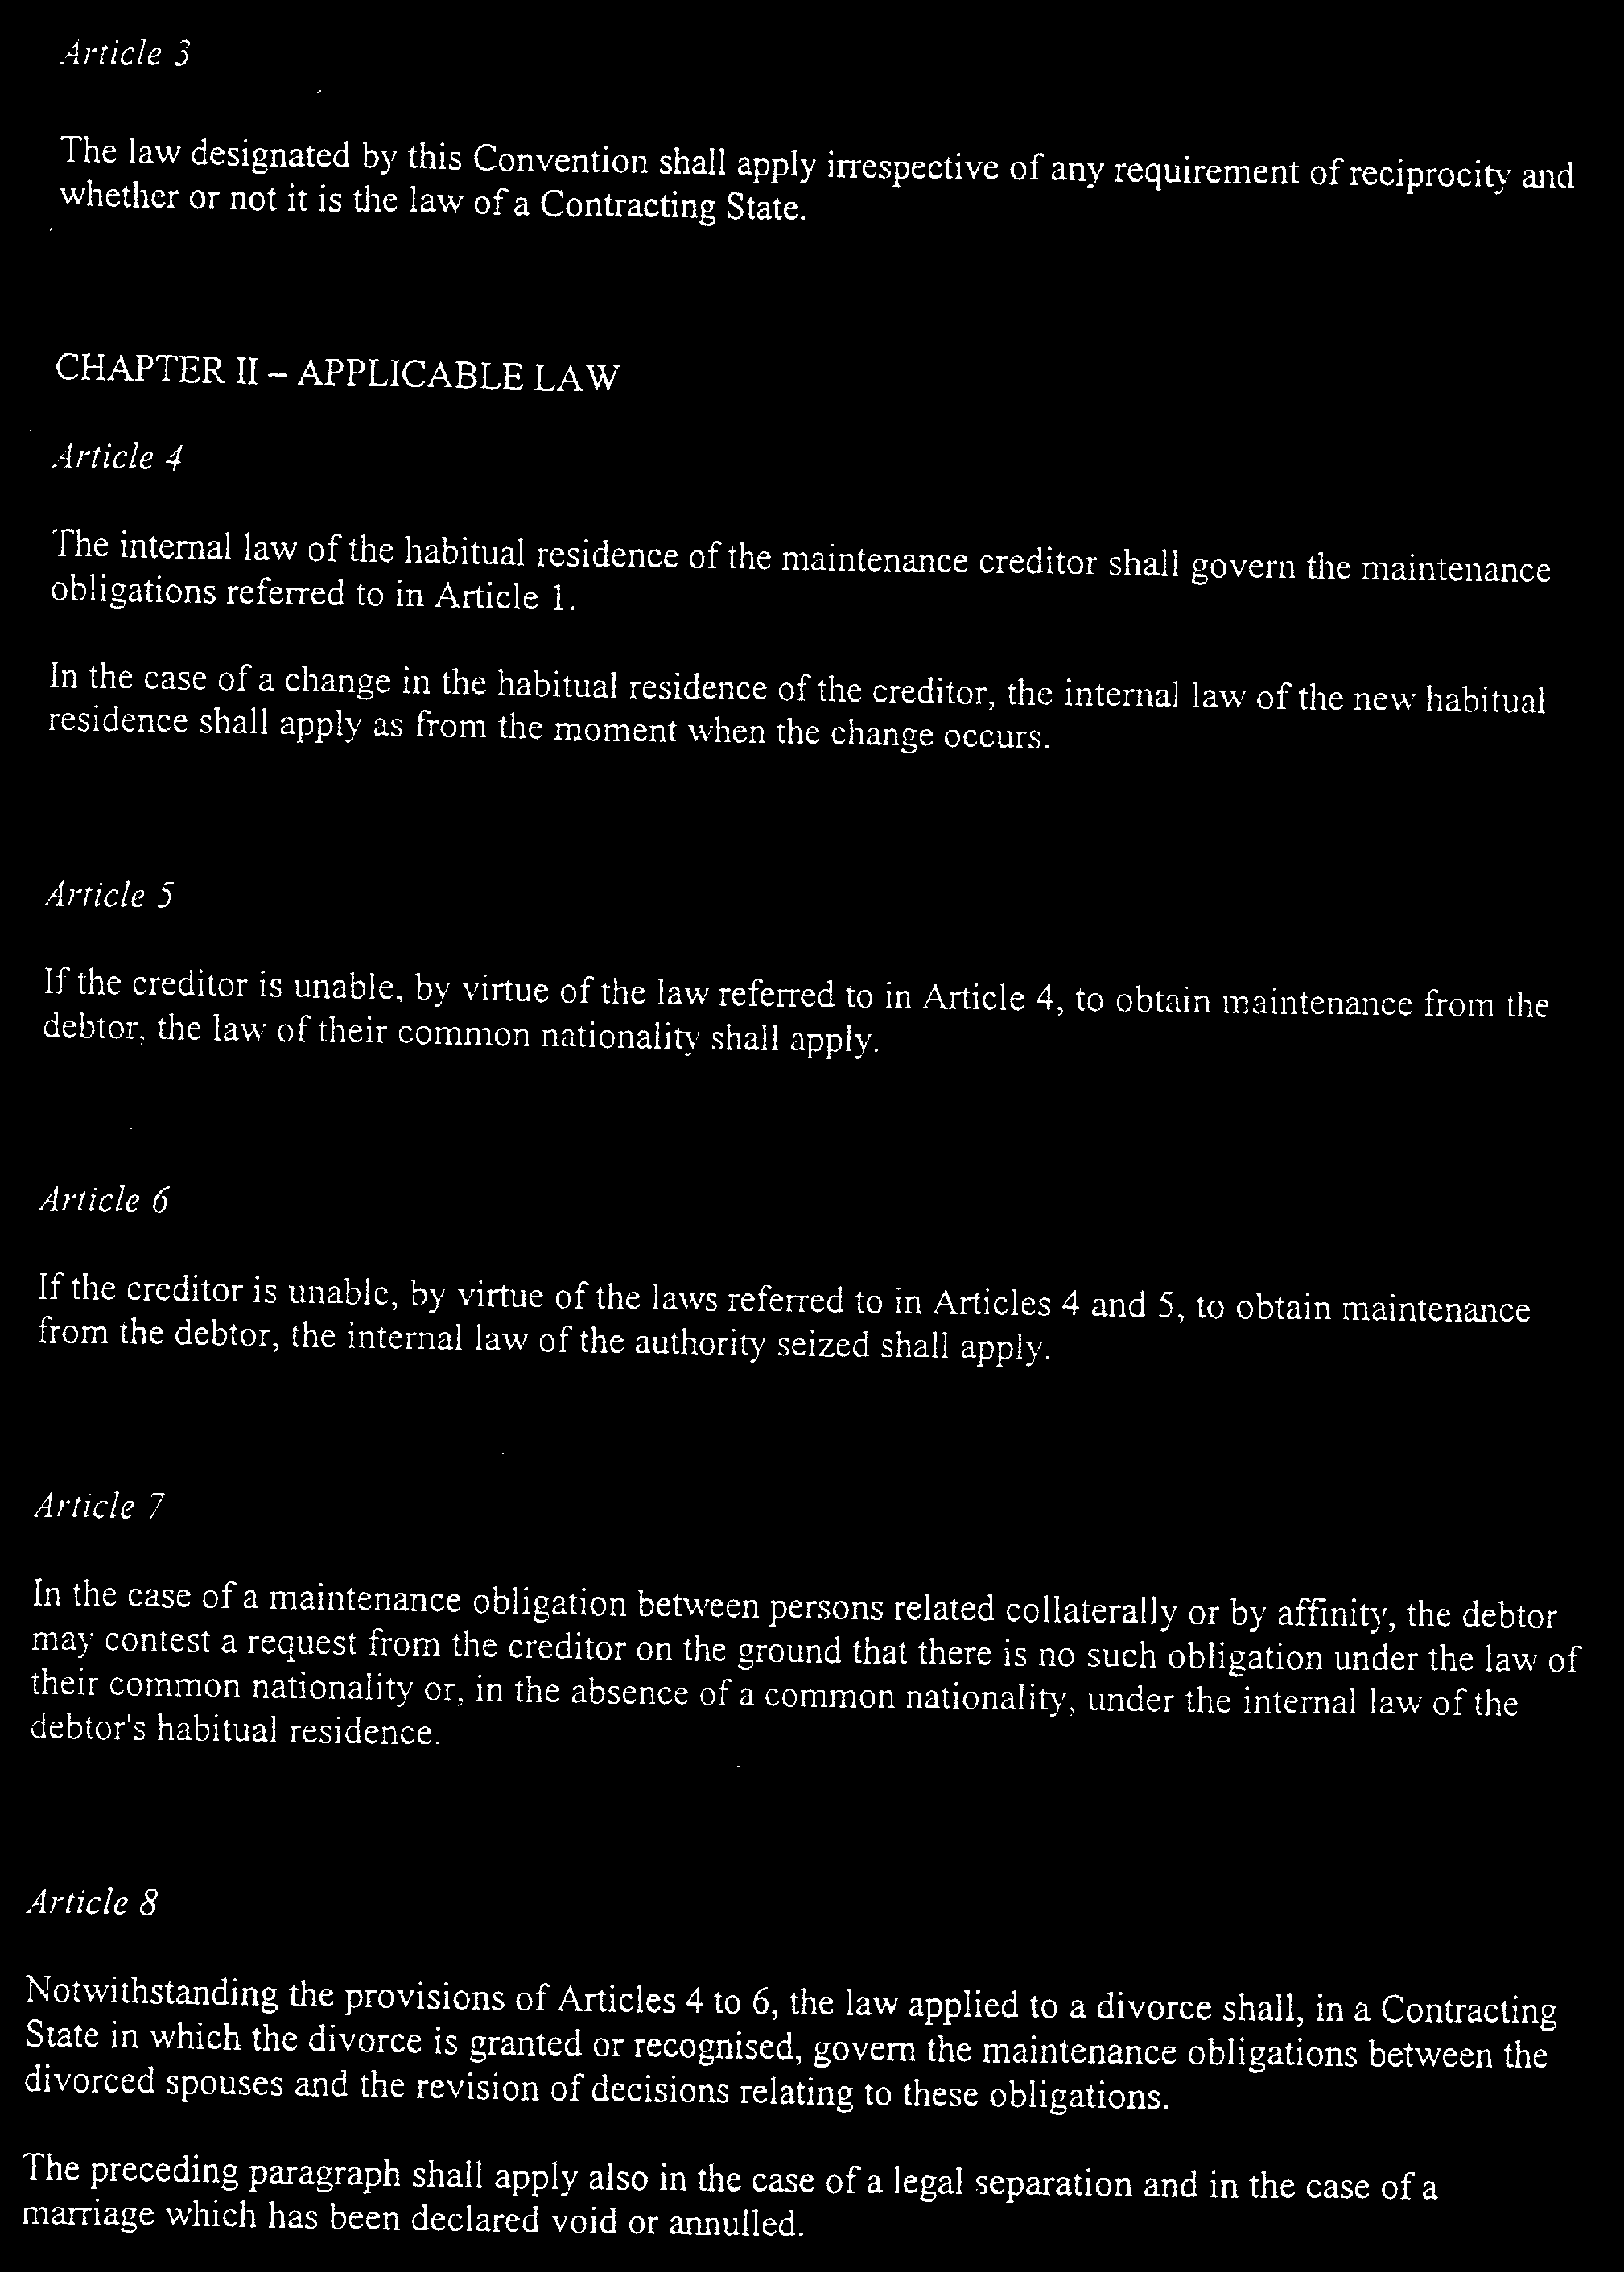 Article 3
The law designated by this Convention shall apply irrespective of any requirement of reciprocity and
whether or not it is the law of a Contracting State.
CHAPTER II – APPLICABLE LAW
Article 4
The internal law of the habitual residence of the maintenance creditor shall govern the maintenance
obligations referred to in Article 1.
In the case of a change in the habitual residence of the creditor, the internal law of the new habitual
residence shall apply as from the moment when the change occurs.
Article 5
If the creditor is unable, by virtue of the law referred to in Article 4, to obtain maintenance from the
debtor, the law of their common nationality shall apply.
Article 6
If the creditor is unable, by virtue of the laws referred to in Articles 4 and 5, to obtain maintenance
from the debtor, the internal law of the authority seized shall apply.
Article 7
In the case of a maintenance obligation between persons related collaterally or by affinity, the debtor
may contest a request from the creditor on the ground that there is no such obligation under the law of
their common nationality or, in the absence of a common nationality, under the internal law of the
debtor's habitual residence.
Article 8
Notwithstanding the provisions of Articles 4 to 6, the law applied to a divorce shall, in a Contracting
State in which the divorce is granted or recognised, govern the maintenance obligations between the
divorced spouses and the revision of decisions relating to these obligations.
The preceding paragraph shall apply also in the case of a legal separation and in the case of a
marriage which has been declared void or annulled.